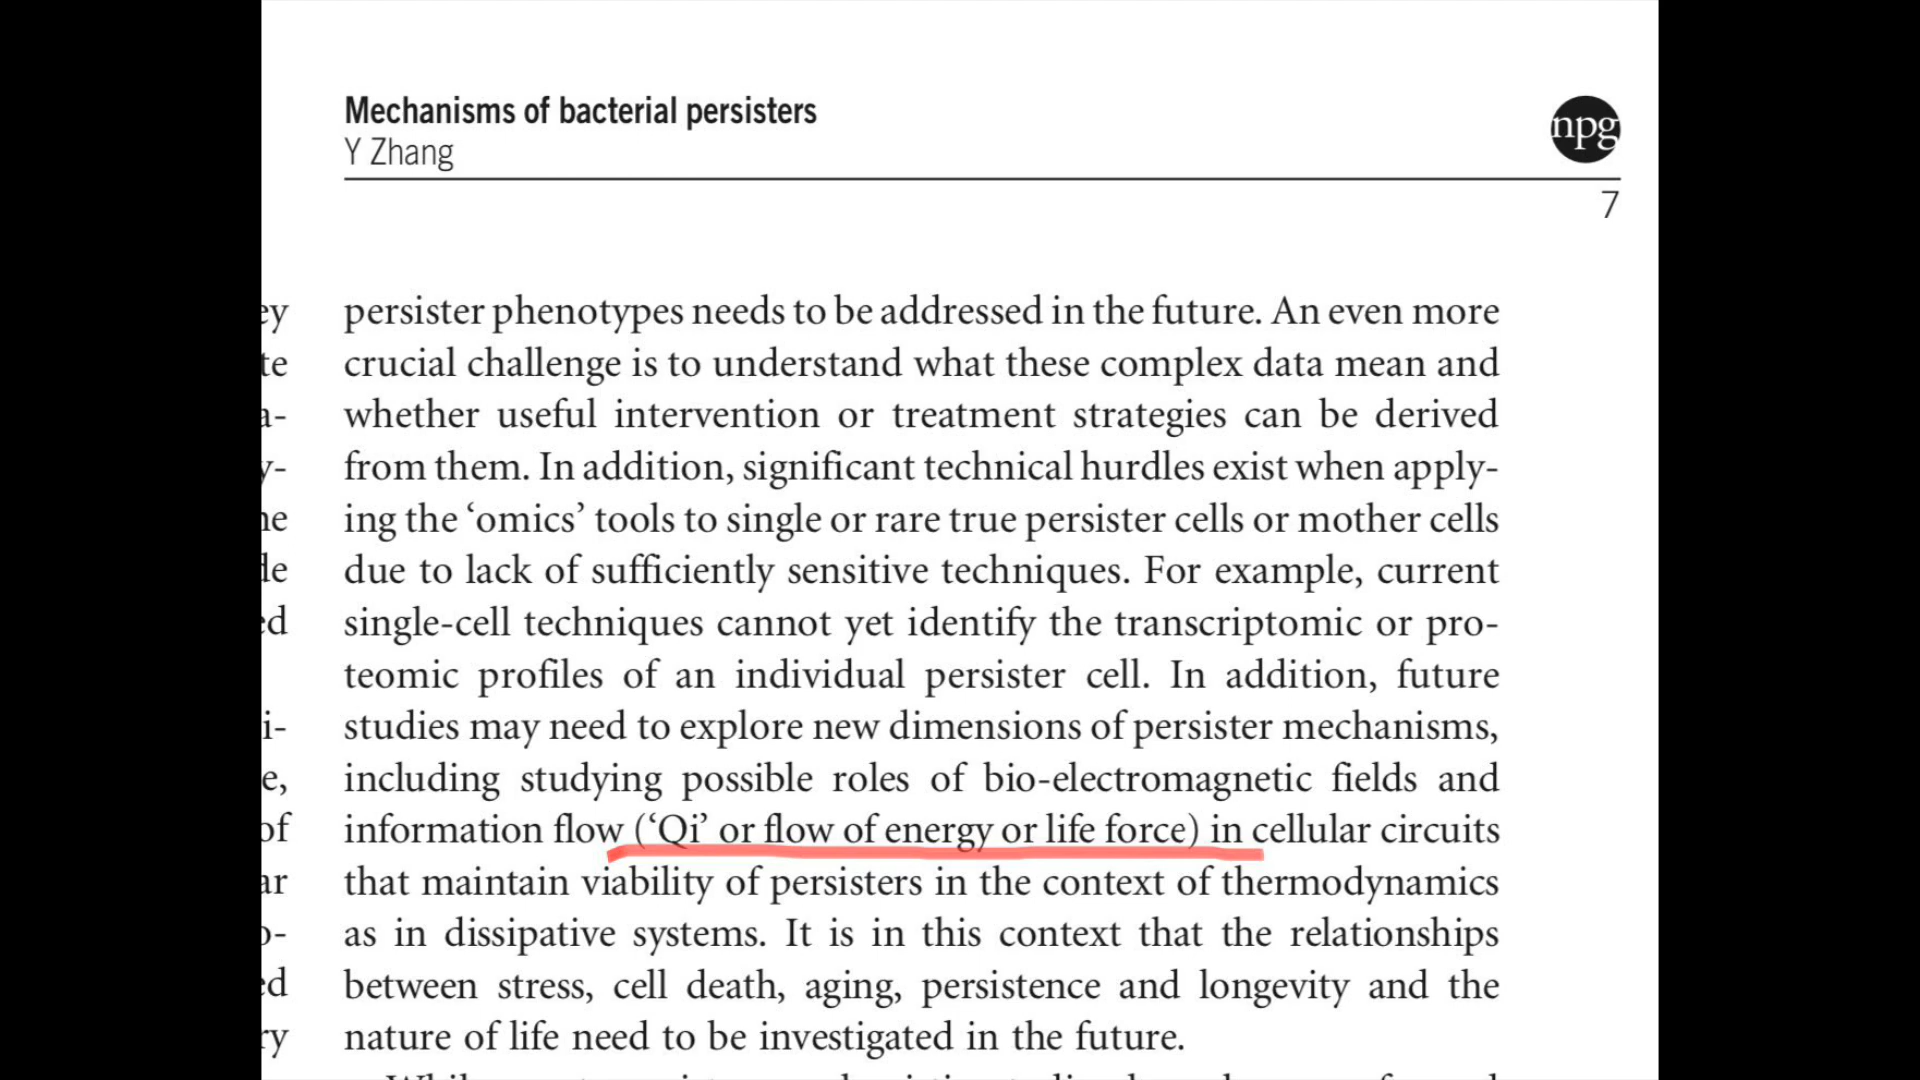 Mechanisms of bacterial persisters
Y Zhang
npg
7
persister phenotypes needs to be addressed in the future. An even more
crucial challenge is to understand what these complex data mean and
whether useful intervention or treatment strategies can be derived
from them. In addition, significant technical hurdles exist when apply-
ing the ‘omics’ tools to single or rare true persister cells or mother cells
due to lack of sufficiently sensitive techniques. For example, current
single-cell techniques cannot yet identify the transcriptomic or pro-
teomic profiles of an individual persister cell. In addition, future
studies may need to explore new dimensions of persister mechanisms,
including studying possible roles of bio-electromagnetic fields and
information flow (‘Qi’ or flow of energy or life force) in cellular circuits
that maintain viability of persisters in the context of thermodynamics
as in dissipative systems. It is in this context that the relationships
between stress, cell death, aging, persistence and longevity and the
nature of life need to be investigated in the future.